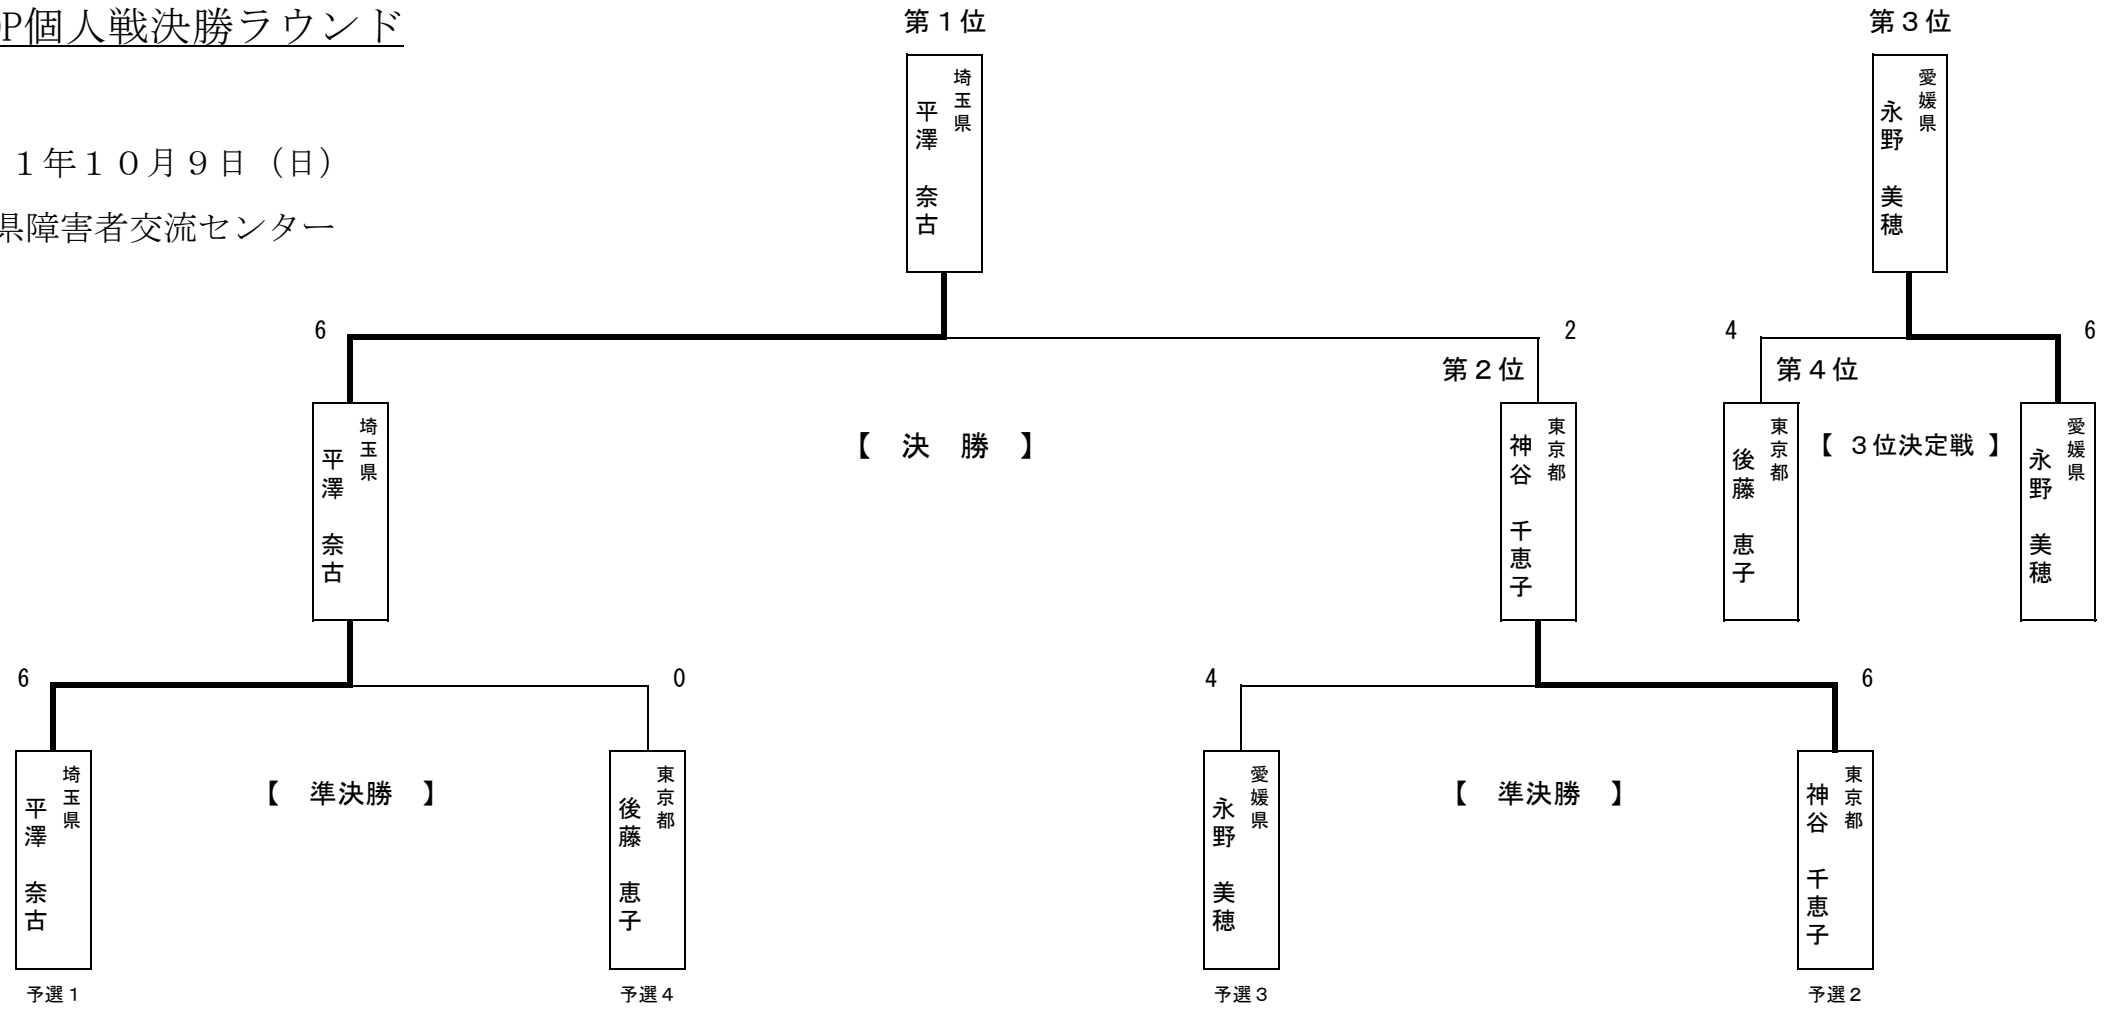 P個人戦決勝ラウンド
1年１０月９日（日）
県障害者交流センター
第１位
埼玉県
平澤　奈古
第３位
愛媛県
永野　美穂
6
2
第２位
4
6
第４位
埼玉県
平澤　奈古
【　決　勝　】
東京都
神谷　千恵子
東京都
後藤　恵子
【 ３位決定戦 】
愛媛県
永野　美穂
6
0
4
6
埼玉県
平澤　奈古
【　準決勝　】
東京都
後藤　恵子
愛媛県
永野　美穂
【　準決勝　】
東京都
神谷　千恵子
予選１
予選４
予選３
予選２